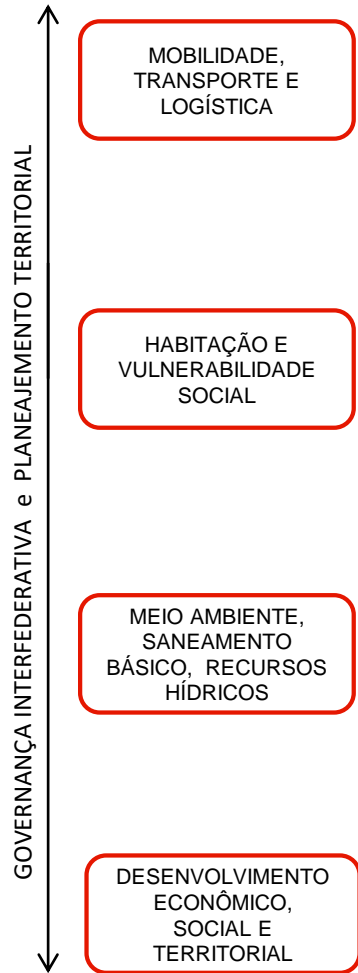 GOVERNANÇA INTERFEDERATIVA e PLANEAJEMENTO TERRITORIAL
MOBILIDADE,
TRANSPORTE E
LOGÍSTICA
HABITAÇÃO E
VULNERABILIDADE
SOCIAL
MEIO AMBIENTE,
SANEAMENTO
BÁSICO, RECURSOS
HÍDRICOS
DESENVOLVIMENTO
ECONÔMICO,
SOCIAL E
TERRITORIAL